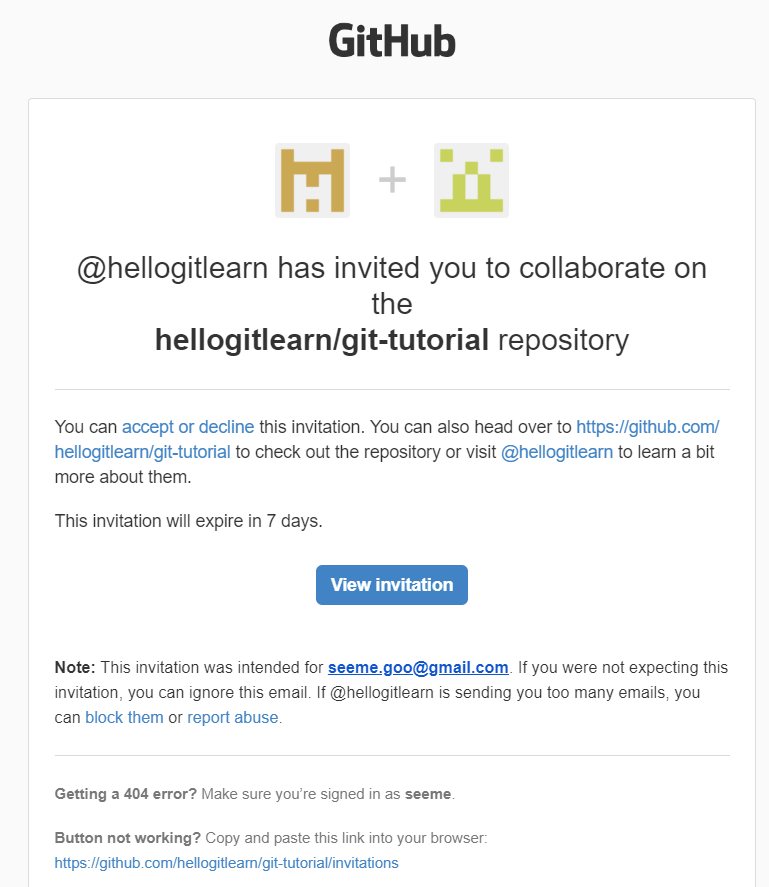 GitHub
@hellogitlearn has invited you to collaborate on
the
hellogitlearn/git-tutorial repository
You can accept or decline this invitation. You can also head over to https://github.com/
hellogitlearn/git-tutorial to check out the repository or visit @hellogitlearn to learn a bit
more about them.
This invitation will expire in 7 days.
View invitation
Note: This invitation was intended for seeme.goo@gmail.com. If you were not expecting this
invitation, you can ignore this email. If @hellogitlearn is sending you too many emails, you
can block them or report abuse.
Getting a 404 error? Make sure you’re signed in as seeme.
Button not working? Copy and paste this link into your browser:
https://github.com/hellogitlearn/git-tutorial/invitations